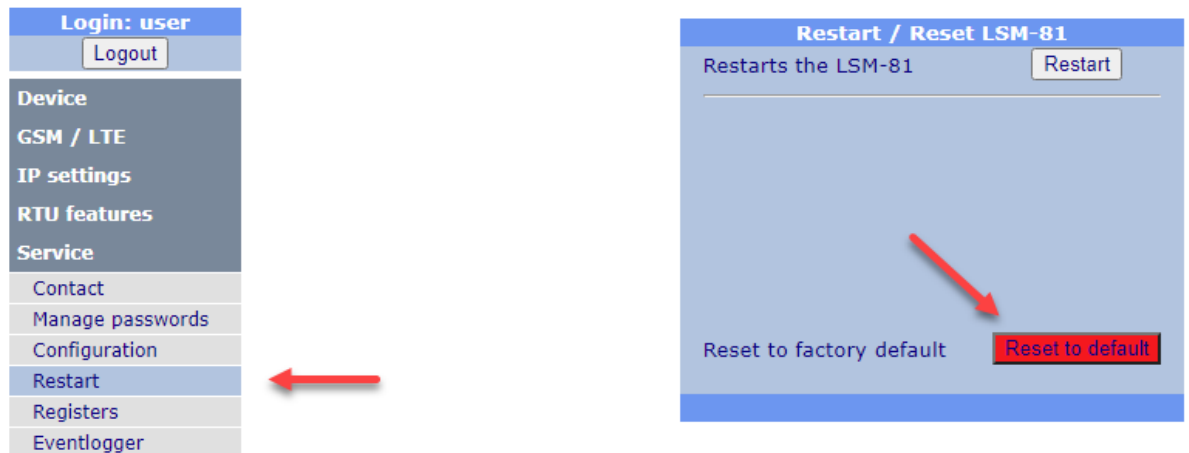 Login: user
Logout
Device
GSM / LTE
IP settings
RTU features
Service
Contact
Manage passwords
Configuration
Restart
Registers
Eventlogger
Restart / Reset LSM-81
Restarts the LSM-81 Restart
Reset to factory default Reset to default